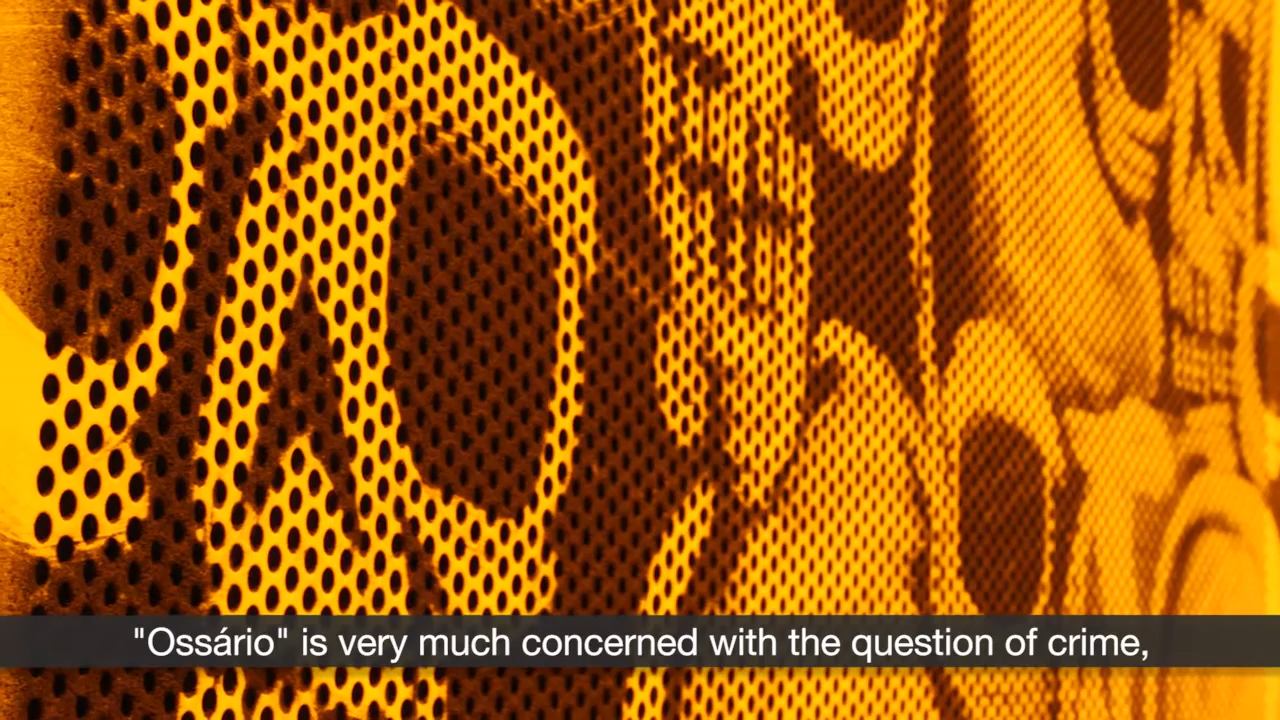 "Ossário" is very much concerned with the question of crime,